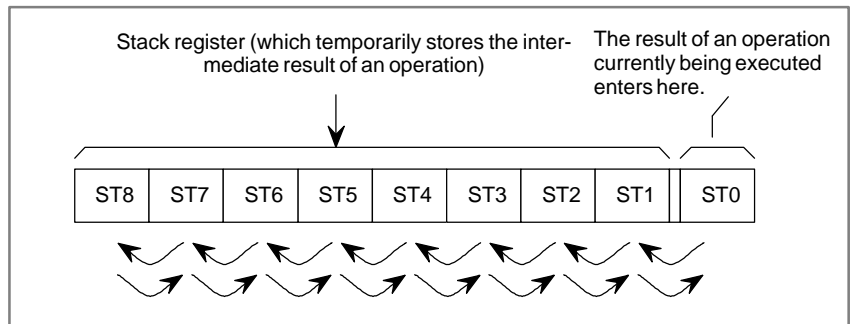 Stack register (which temporarily stores the inter-
mediate result of an operation)
The result of an operation
currently being executed
enters here.
ST8 ST7 ST6 ST5 ST4 ST3 ST2 ST1 ST0